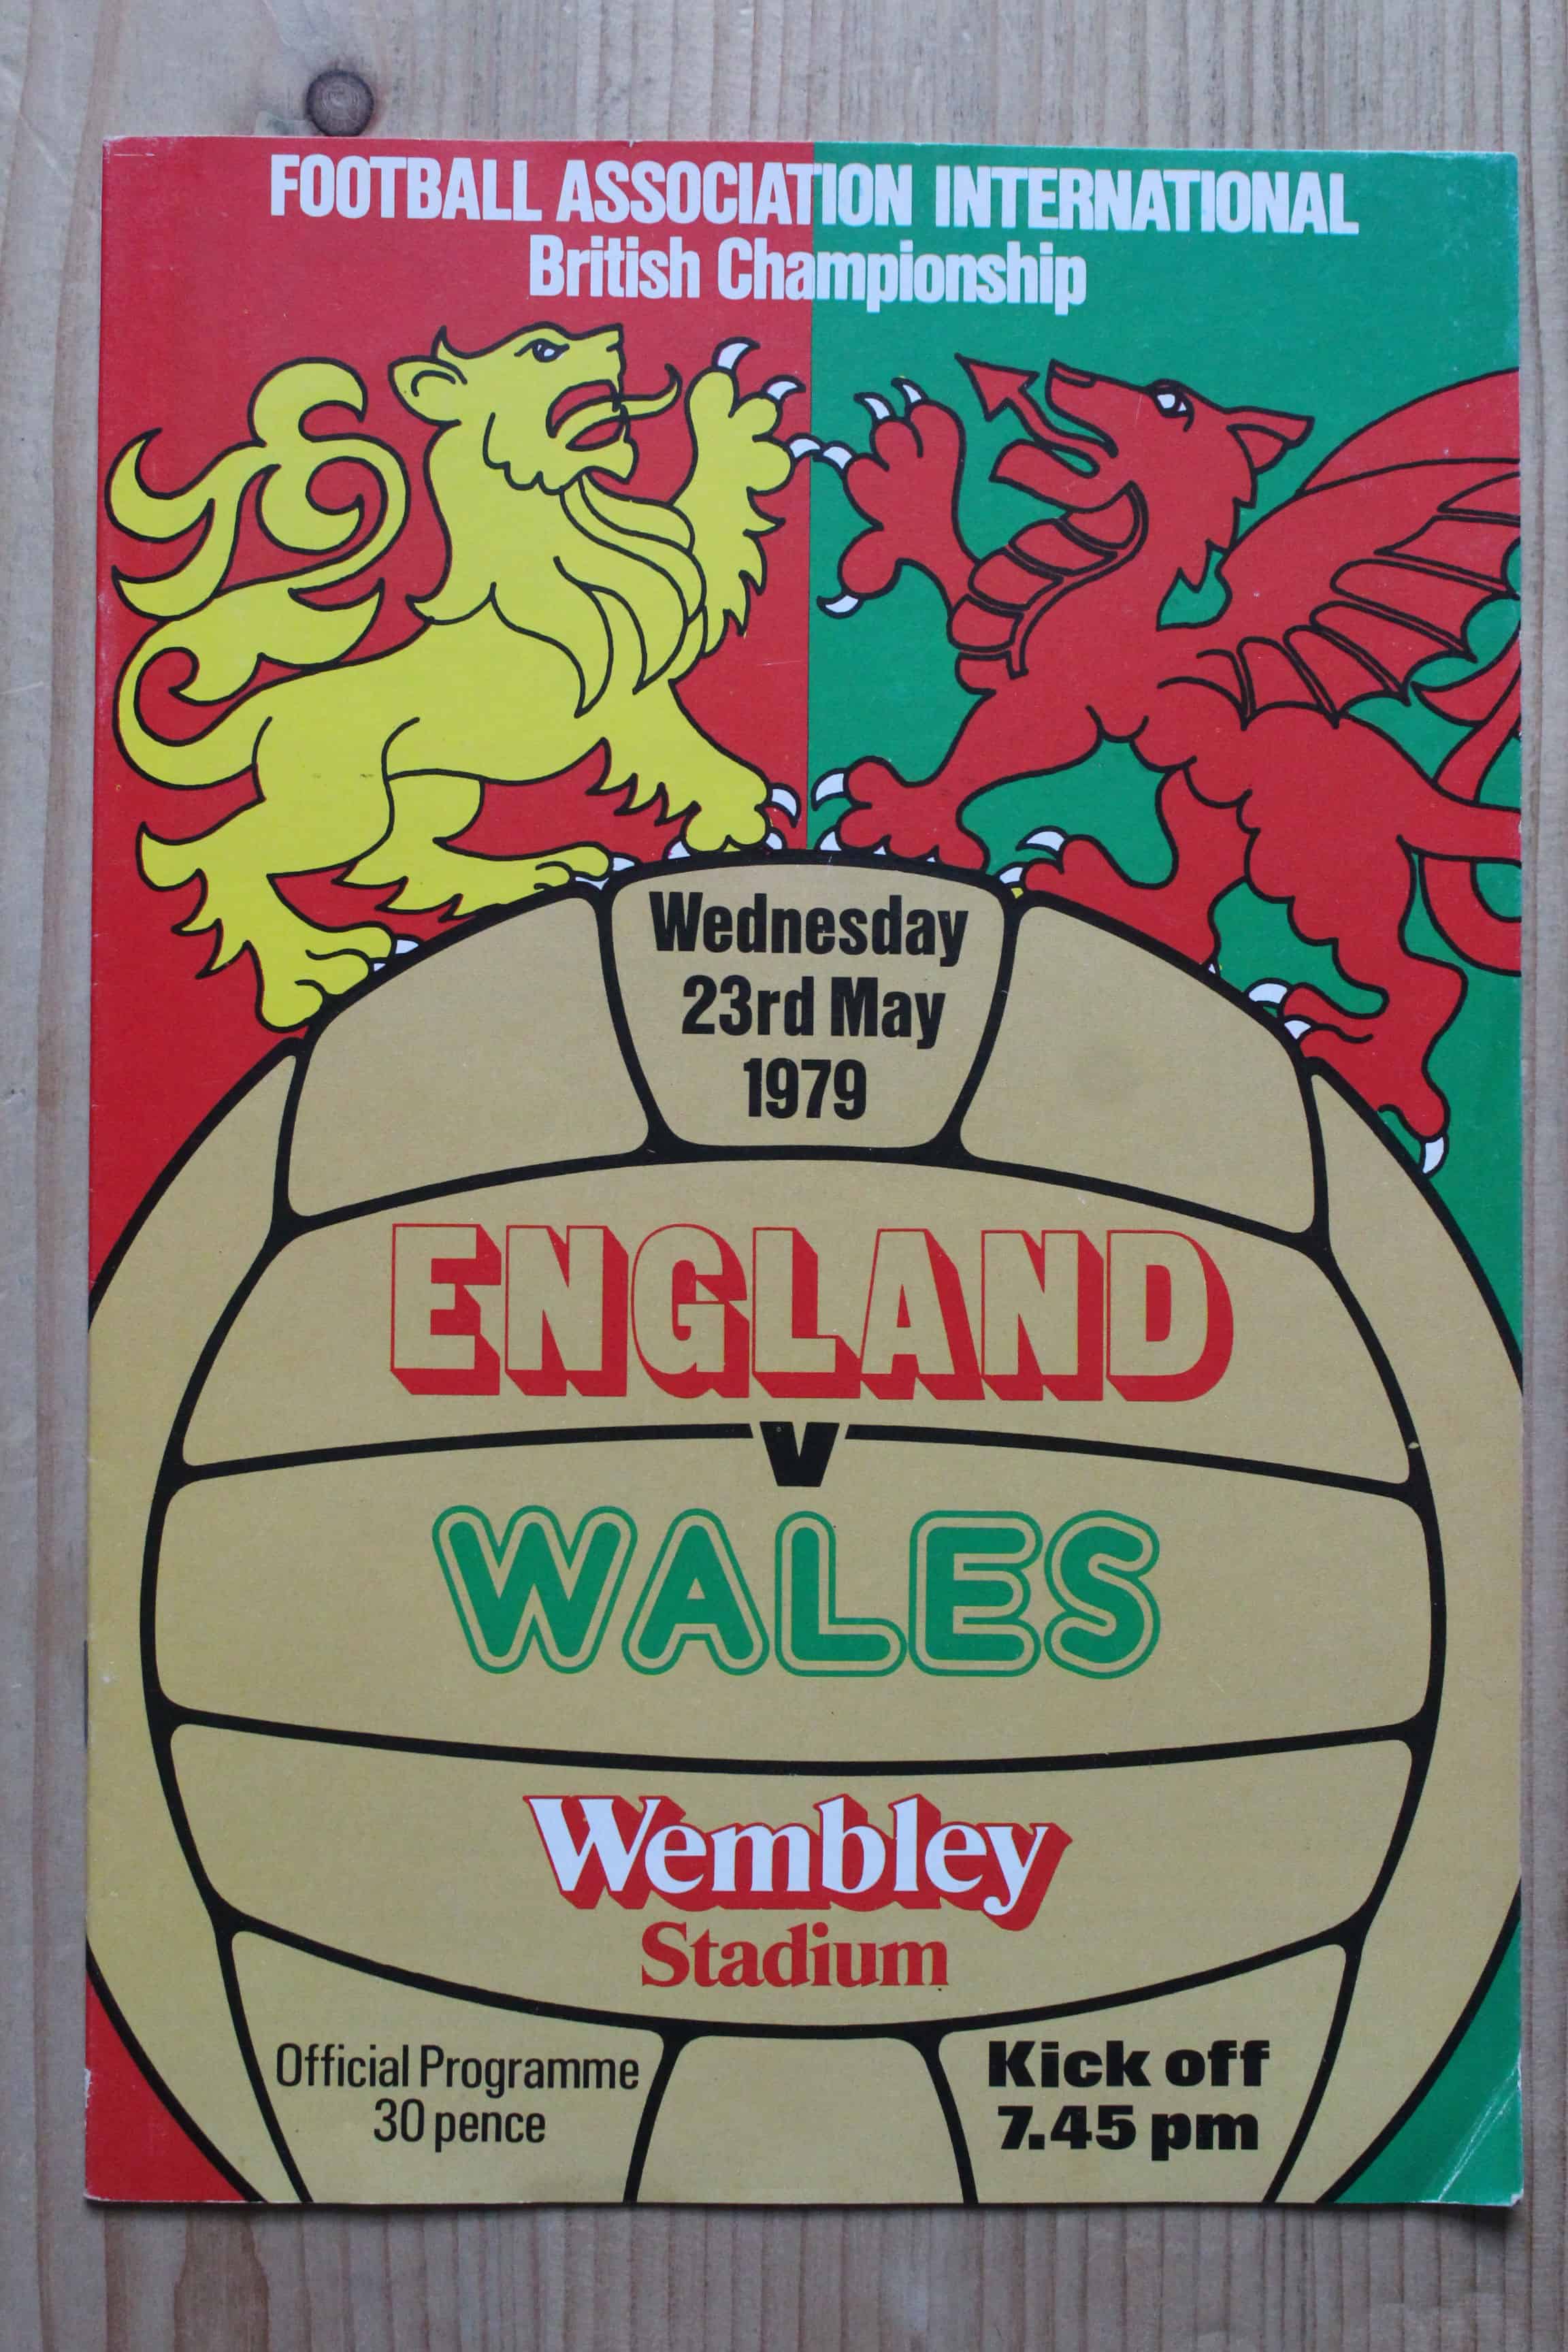 FOOTBALL ASSOCIATION INTERNATIONAL
British Championship
Wednesday
23rd May
1979
ENGLAND
v
WALES
Wembley
Stadium
Official Programme
30 pence
Kick off
7.45 pm